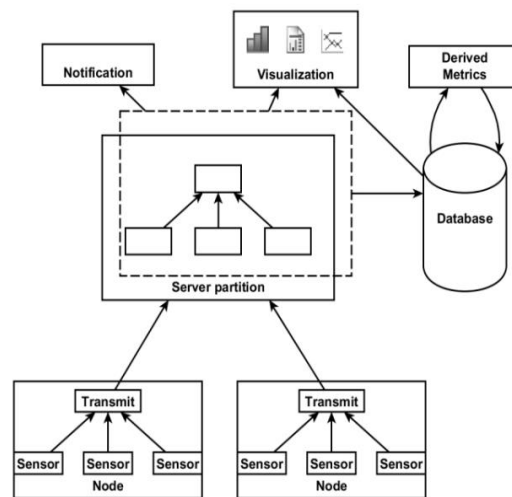 Notification
Visualization
Derived
Metrics
Database
Server partition
Transmit
Sensor
Sensor
Sensor
Node
Transmit
Sensor
Sensor
Sensor
Node